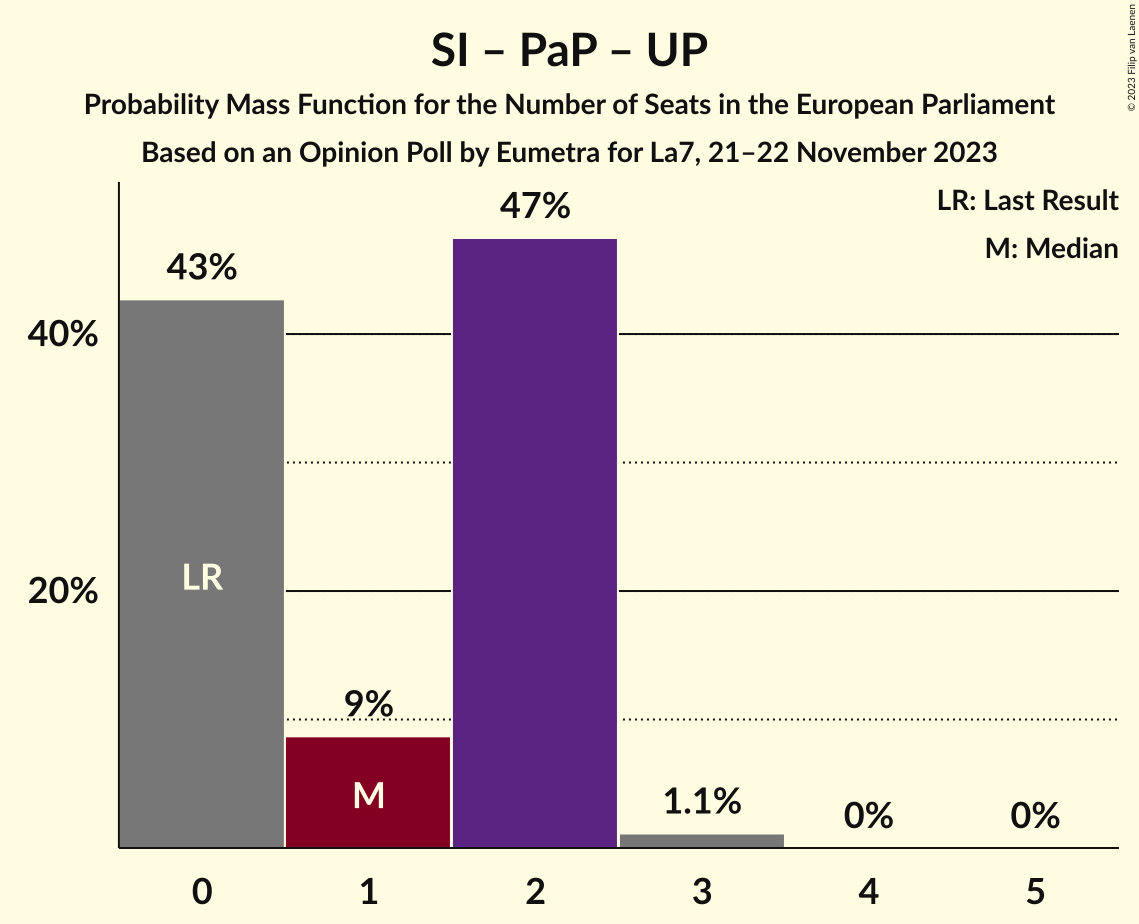 SI – PaP – UP
Probability Mass Function for the Number of Seats in the European Parliament
Based on an Opinion Poll by Eumetra for La7, 21–22 November 2023
© 2023 Filip van Laenen
LR: Last Result
M: Median
47%
43%
40%
LR
20%
9%
M
1.1%
0%
0%
0
1
2
3
4
5